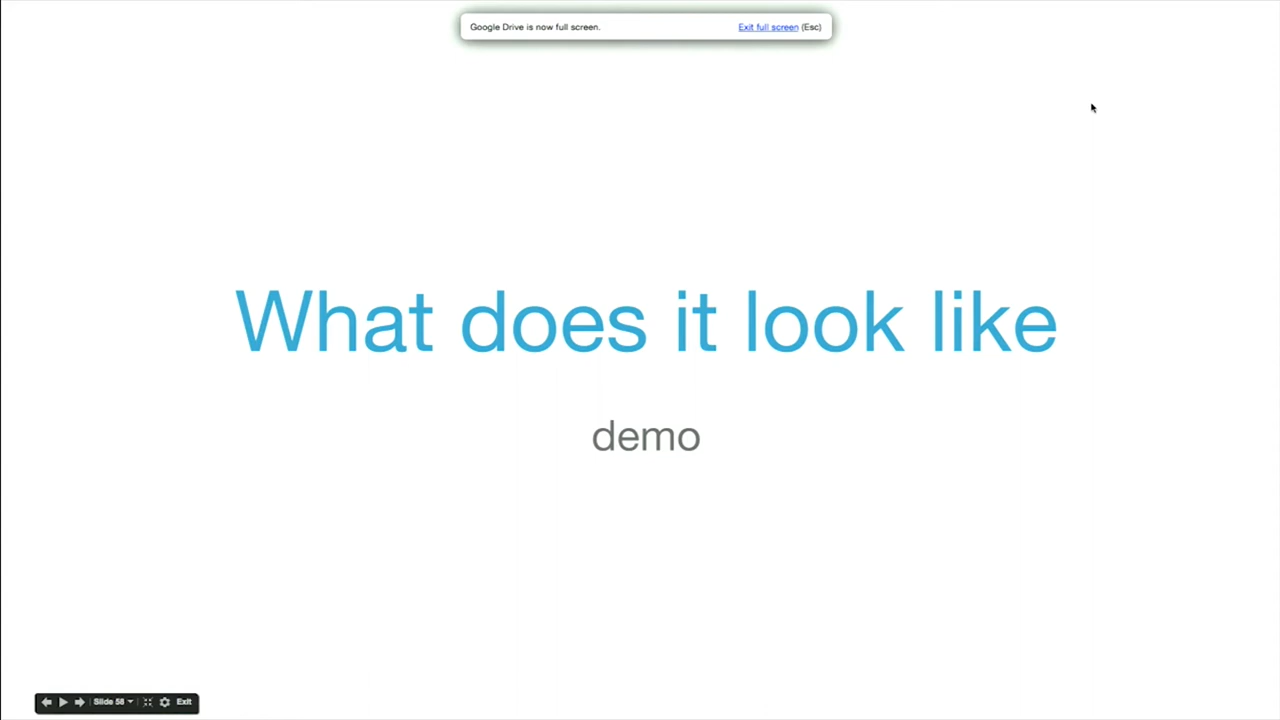 Google Drive is now full screen. Exit full screen (Esc)
What does it look like
demo
Slide 58 Exit